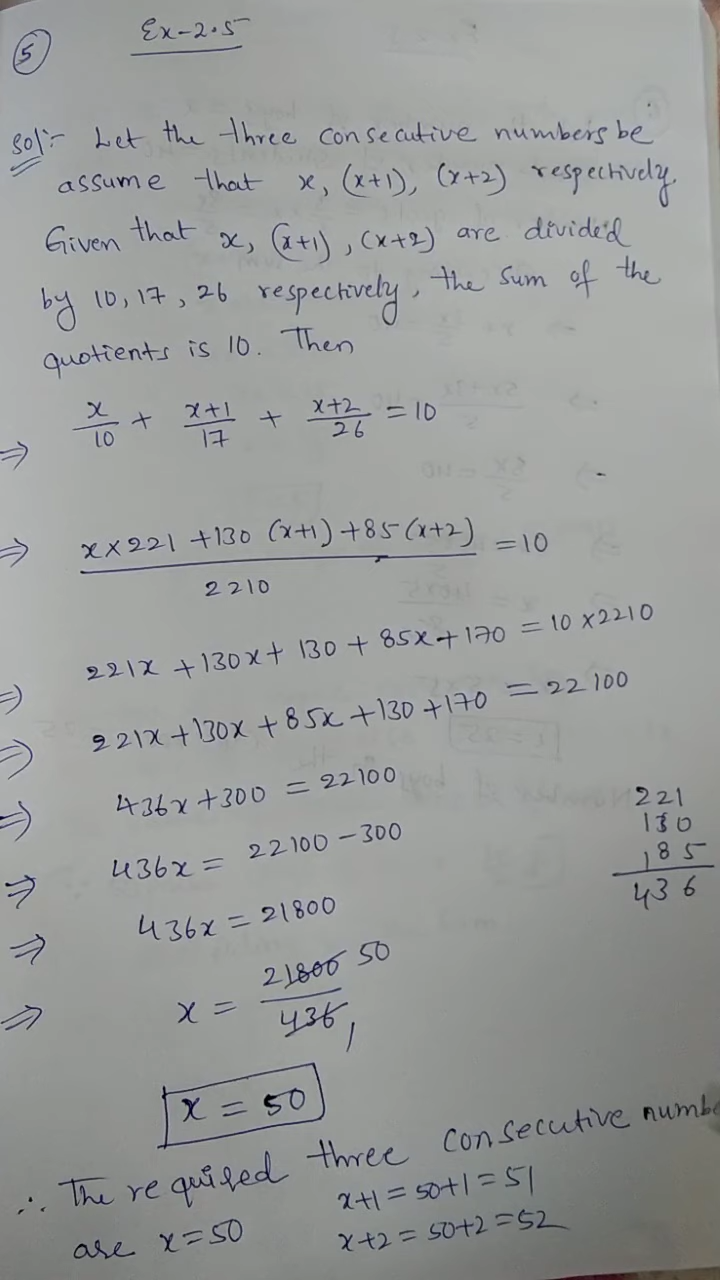 Ex-2.5
(5)
Sol:- Let the three consecutive numbers be
assume that x, (x+1), (x+2) respectively.
Given that x, (x+1), (x+2) are divided
by 10, 17, 26 respectively, the sum of the
quotients is 10. Then
⇒ x/10 + x+1/17 + x+2/26 = 10
⇒ x×221 +130 (x+1) +85 (x+2) / 2210 = 10
⇒ 221x +130x + 130 + 85x + 170 = 10 ×2210
⇒ 221x + 130x + 85x + 130 + 170 = 22100
⇒ 436x + 300 = 22100
⇒ 436x = 22100 - 300
⇒ 436x = 21800
⇒ x = 21800/436 50 1
221
130
185
436
x = 50
∴ The required three consecutive numbe
are x = 50
x+1 = 50+1 = 51
x+2 = 50+2 = 52